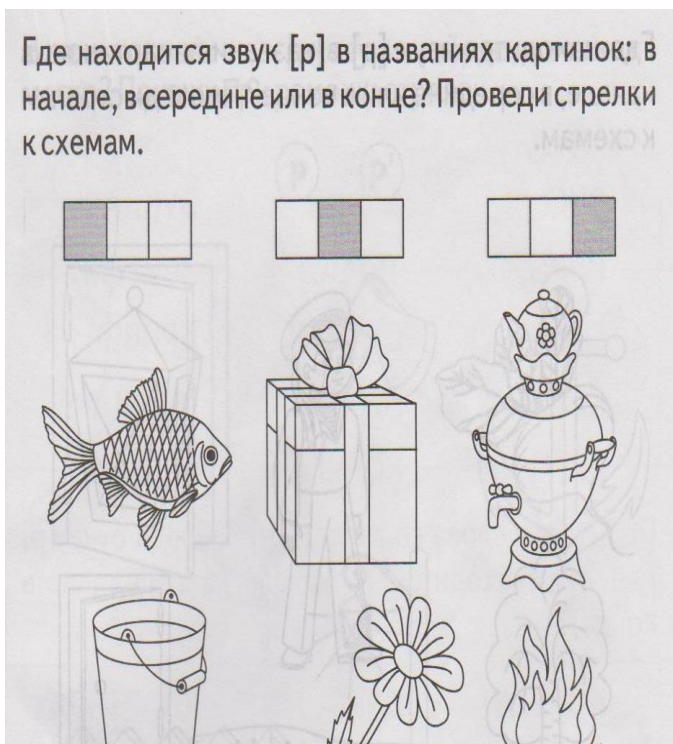 Где находится звук [р] в названиях картинок: в
начале, в середине или в конце? Проведи стрелки
к схемам.